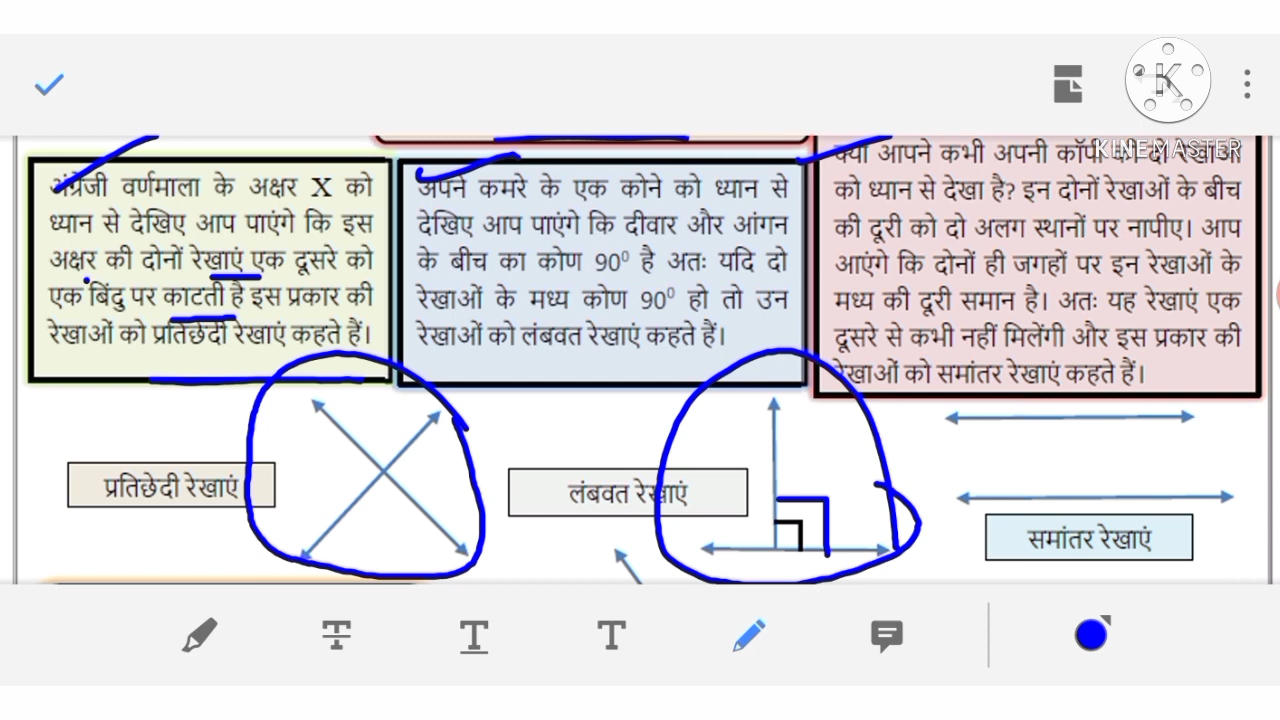 KINEMASTER
अंग्रेजी वर्णमाला के अक्षर X को
ध्यान से देखिए आप पाएंगे कि इस
अक्षर की दोनों रेखाएं एक दूसरे को
एक बिंदु पर काटती है इस प्रकार की
रेखाओं को प्रतिछेदी रेखाएं कहते हैं।
अपने कमरे के एक कोने को ध्यान से
देखिए आप पाएंगे कि दीवार और आंगन
के बीच का कोण 90⁰ है अतः यदि दो
रेखाओं के मध्य कोण 90⁰ हो तो उन
रेखाओं को लंबवत रेखाएं कहते हैं।
क्या आपने कभी अपनी कॉपी की दो रेखाओं
को ध्यान से देखा है? इन दोनों रेखाओं के बीच
की दूरी को दो अलग स्थानों पर नापीए। आप
आएंगे कि दोनों ही जगहों पर इन रेखाओं के
मध्य की दूरी समान है। अतः यह रेखाएं एक
दूसरे से कभी नहीं मिलेंगी और इस प्रकार की
रेखाओं को समांतर रेखाएं कहते हैं।
प्रतिछेदी रेखाएं
लंबवत रेखाएं
समांतर रेखाएं